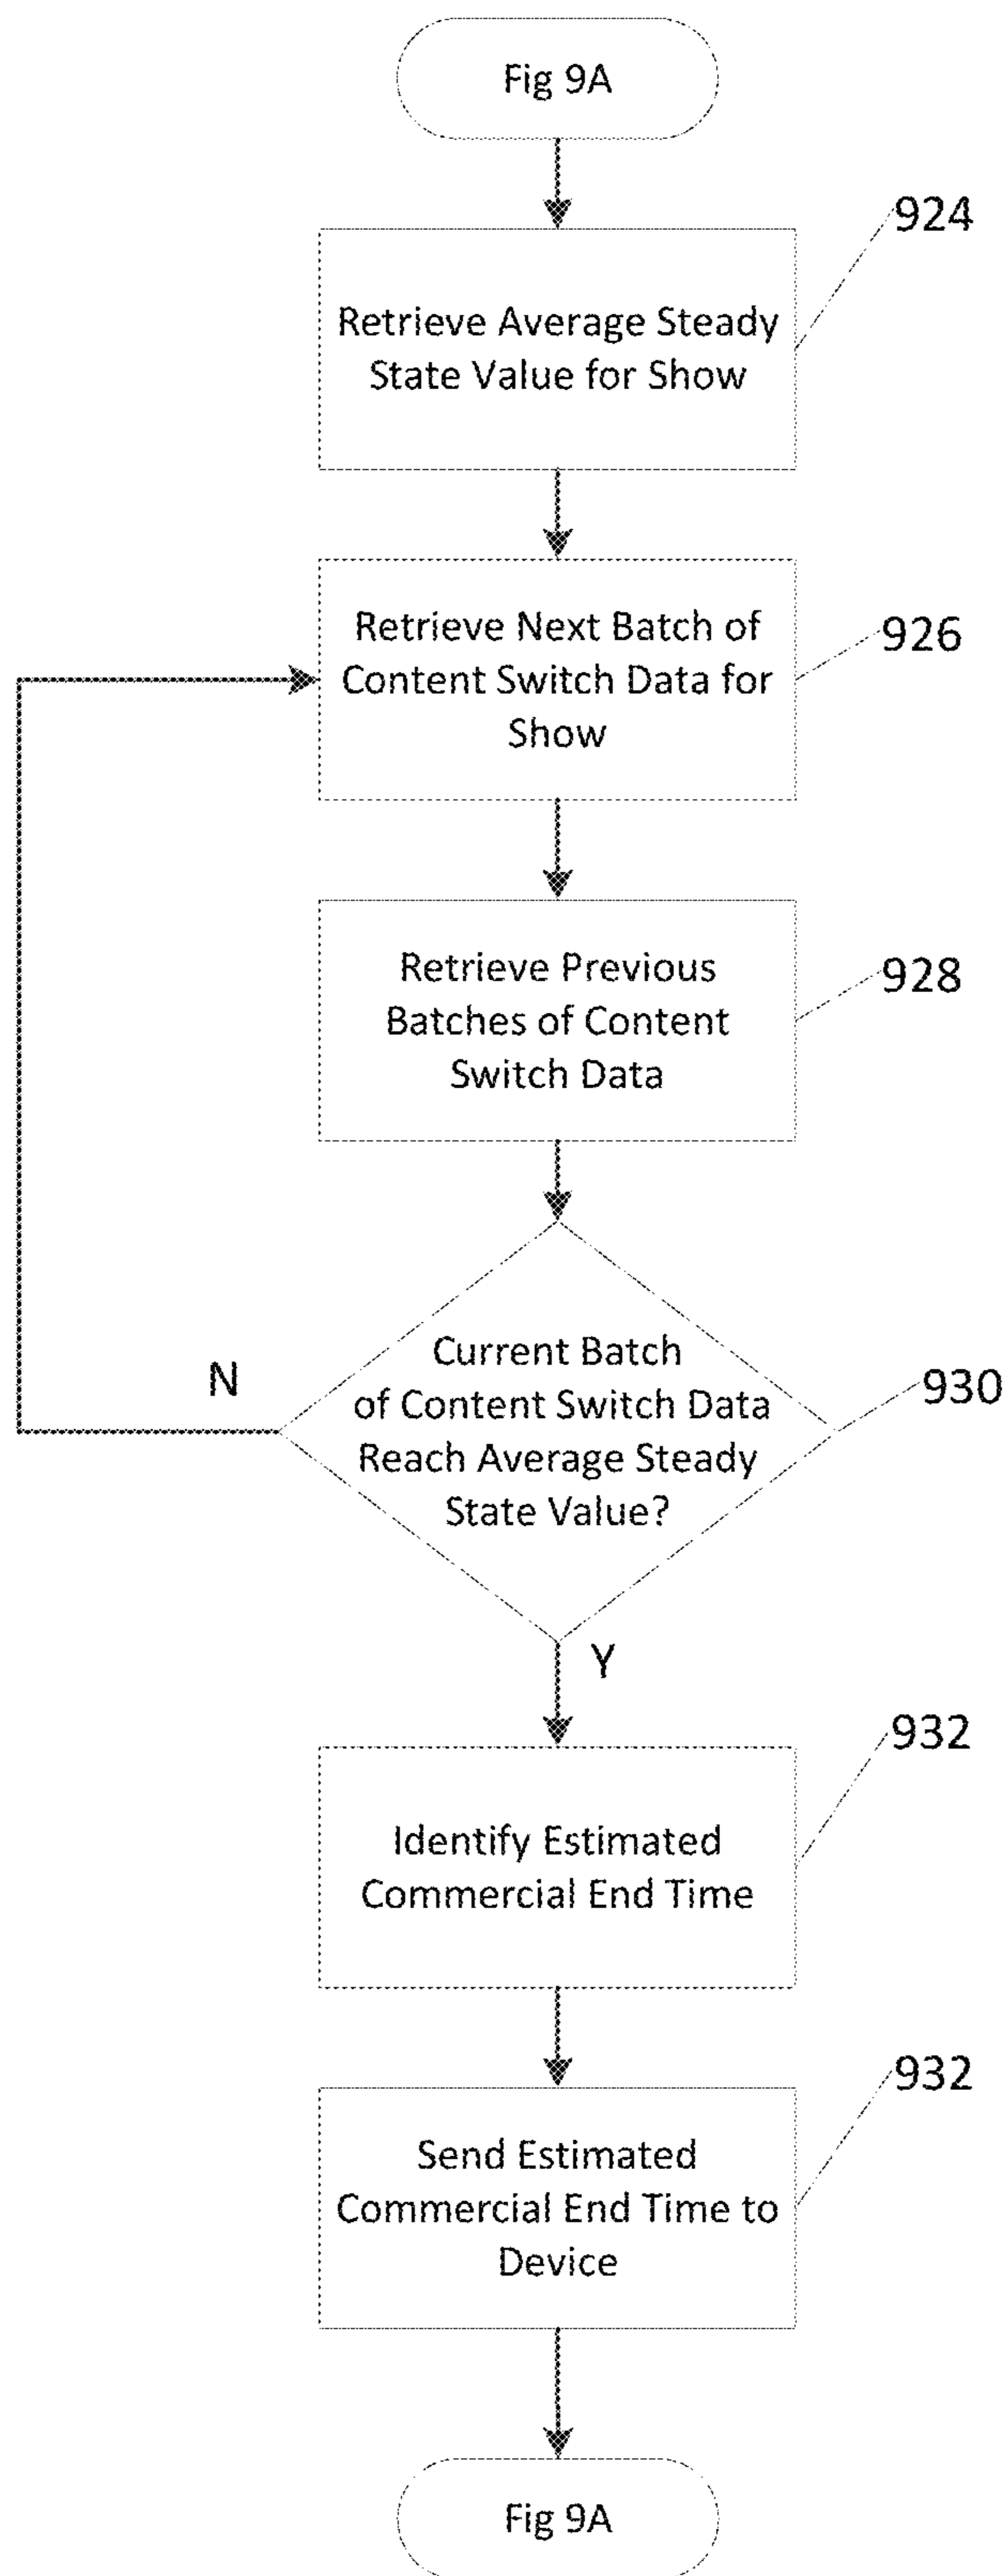 Fig 9A
924
Retrieve Average Steady
State Value for Show
926
Retrieve Next Batch of
Content Switch Data for
Show
928
Retrieve Previous
Batches of Content
Switch Data
N
930
Current Batch
of Content Switch Data
Reach Average Steady
State Value?
Y
932
Identify Estimated
Commercial End Time
932
Send Estimated
Commercial End Time to
Device
Fig 9A